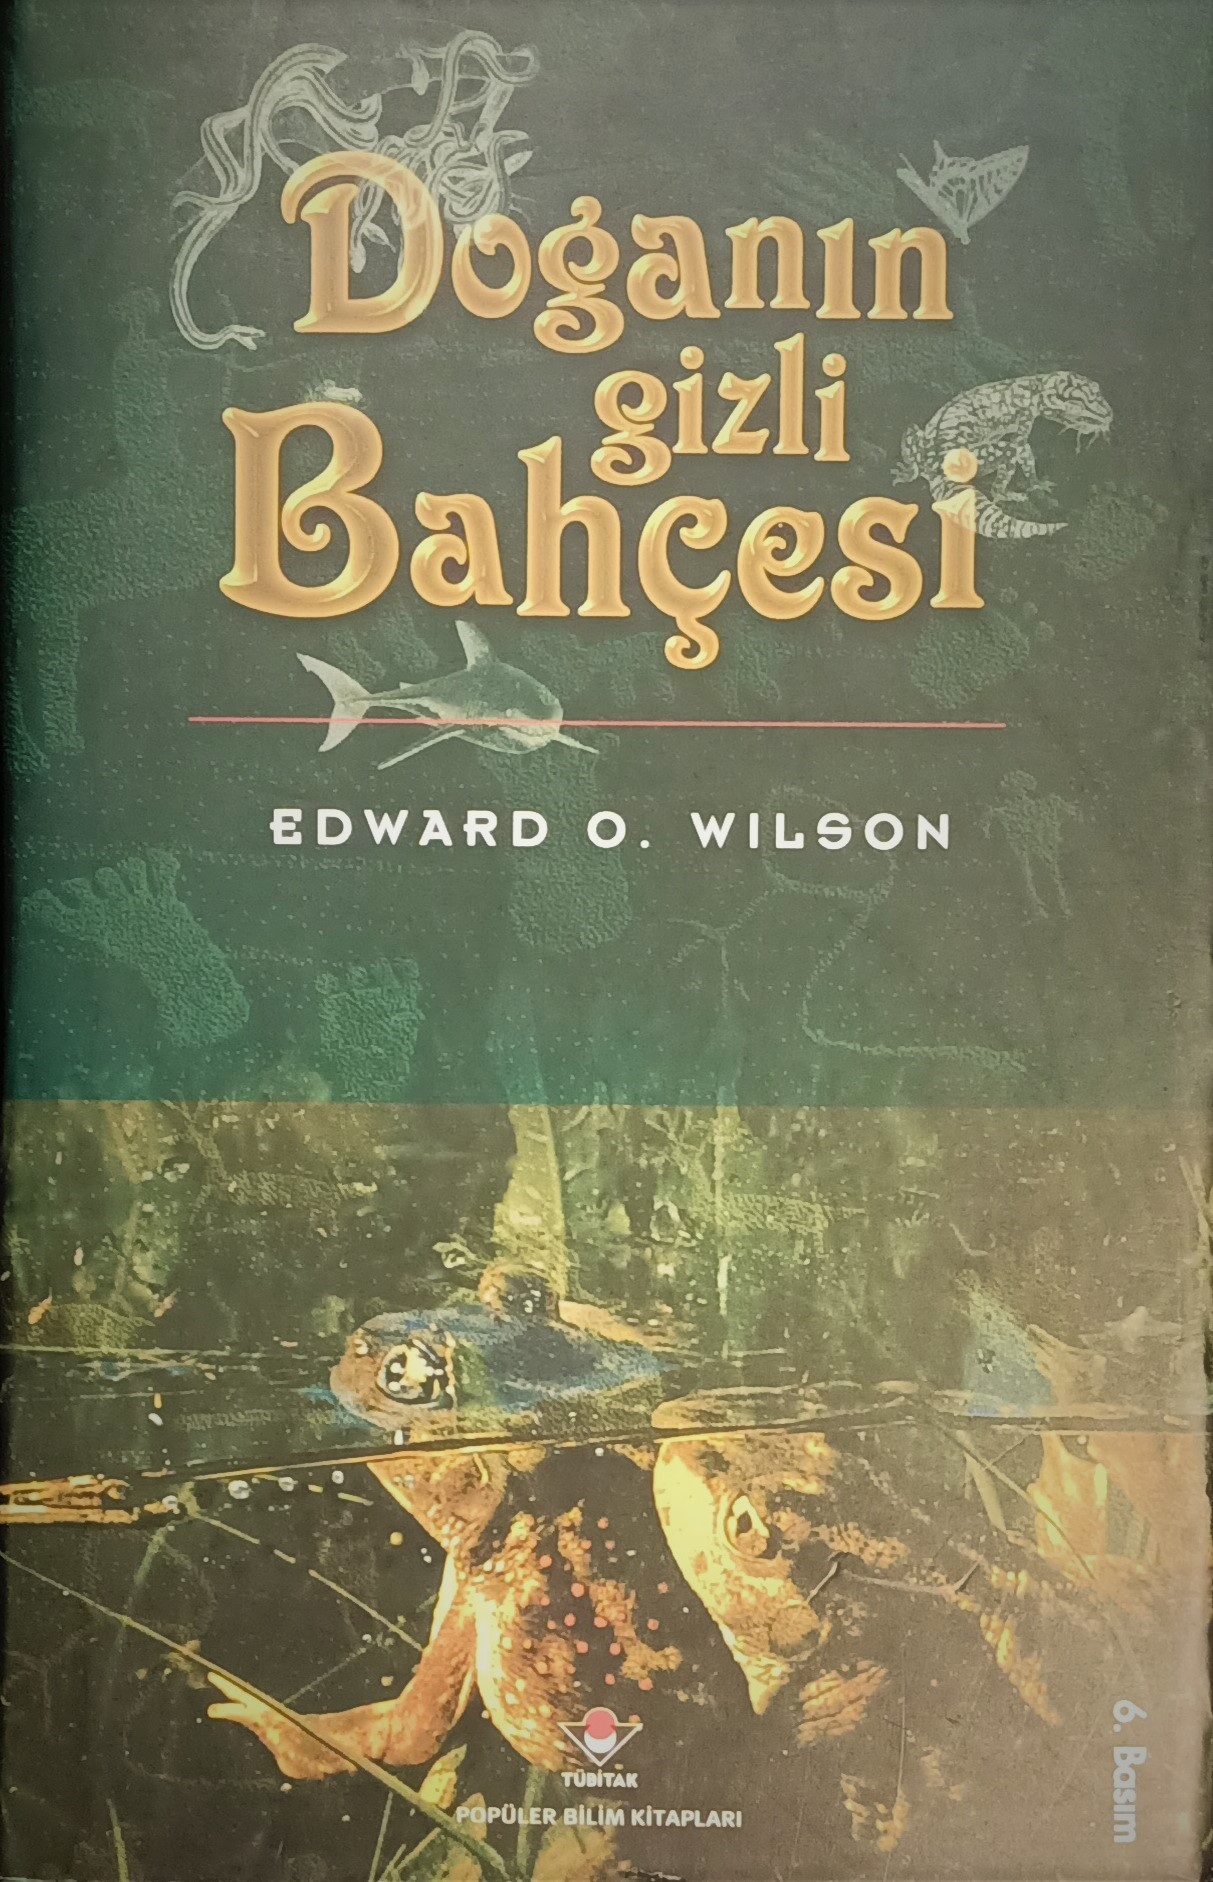 Doğanın
gizli
Bahçesi
EDWARD O. WILSON
TÜBİTAK
POPÜLER BİLİM KİTAPLARI
6. Basım